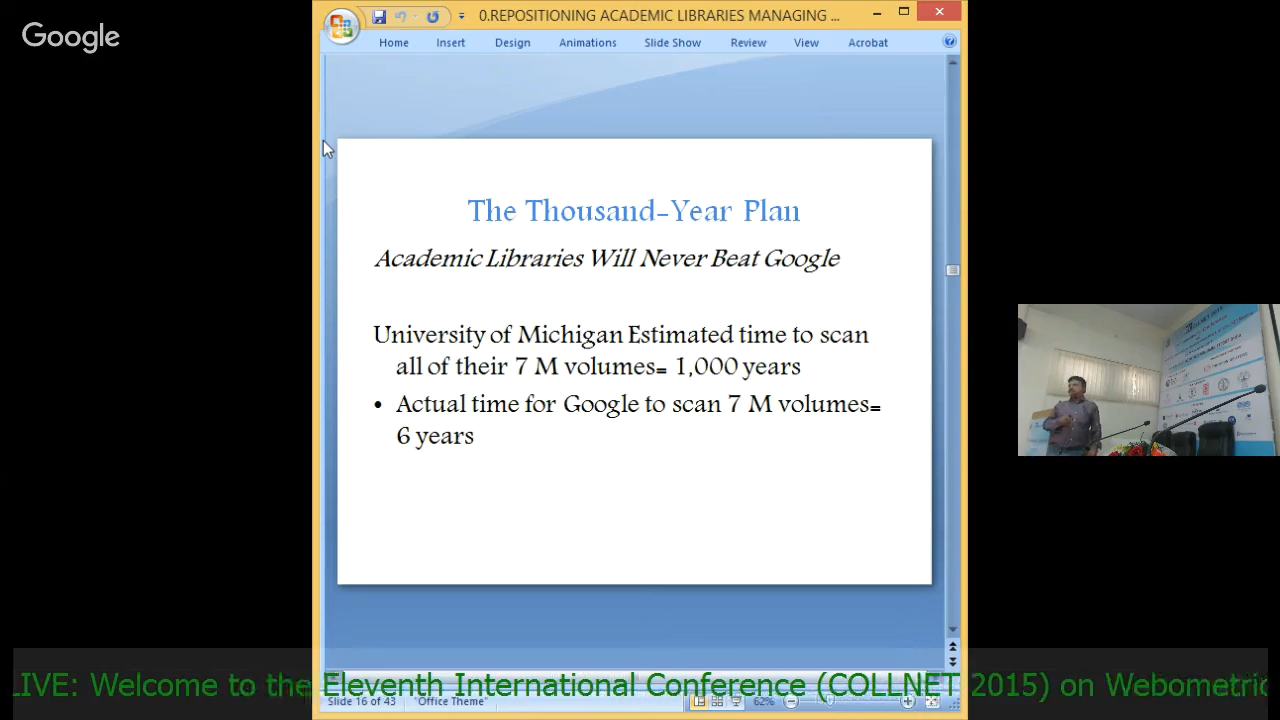 Google
0.REPOSITIONING ACADEMIC LIBRARIES MANAGING ...
Home Insert Design Animations Slide Show Review View Acrobat
The Thousand-Year Plan
Academic Libraries Will Never Beat Google
University of Michigan Estimated time to scan
all of their 7 M volumes= 1,000 years
• Actual time for Google to scan 7 M volumes=
6 years
LIVE: Welcome to the Eleventh International Conference (COLLNET 2015) on Webometric
Slide 16 of 43 "Office Theme" 62%